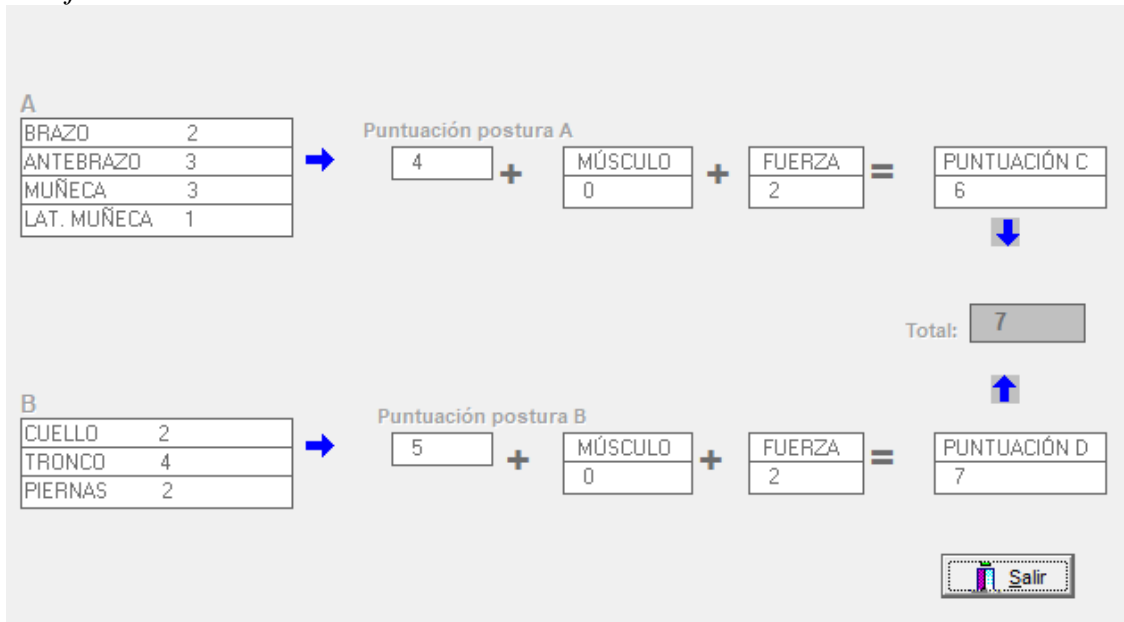 A
BRAZO 2
ANTEBRAZO 3
MUÑECA 3
LAT. MUÑECA 1
Puntuación postura A
4 + MÚSCULO 0 + FUERZA 2 = PUNTUACIÓN C 6
Total: 7
B
CUELLO 2
TRONCO 4
PIERNAS 2
Puntuación postura B
5 + MÚSCULO 0 + FUERZA 2 = PUNTUACIÓN D 7
Salir